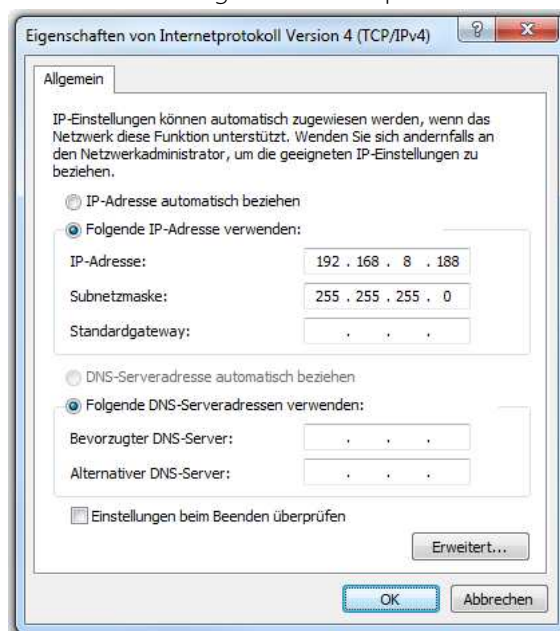 Eigenschaften von Internetprotokoll Version 4 (TCP/IPv4)
Allgemein
IP-Einstellungen können automatisch zugewiesen werden, wenn das
Netzwerk diese Funktion unterstützt. Wenden Sie sich andernfalls an
den Netzwerkadministrator, um die geeigneten IP-Einstellungen zu
beziehen.
IP-Adresse automatisch beziehen
Folgende IP-Adresse verwenden:
IP-Adresse: 192 . 168 . 8 . 188
Subnetzmaske: 255 . 255 . 255 . 0
Standardgateway: . . .
DNS-Serveradresse automatisch beziehen
Folgende DNS-Serveradressen verwenden:
Bevorzugter DNS-Server: . . .
Alternativer DNS-Server: . . .
Einstellungen beim Beenden überprüfen
Erweitert...
OK Abbrechen